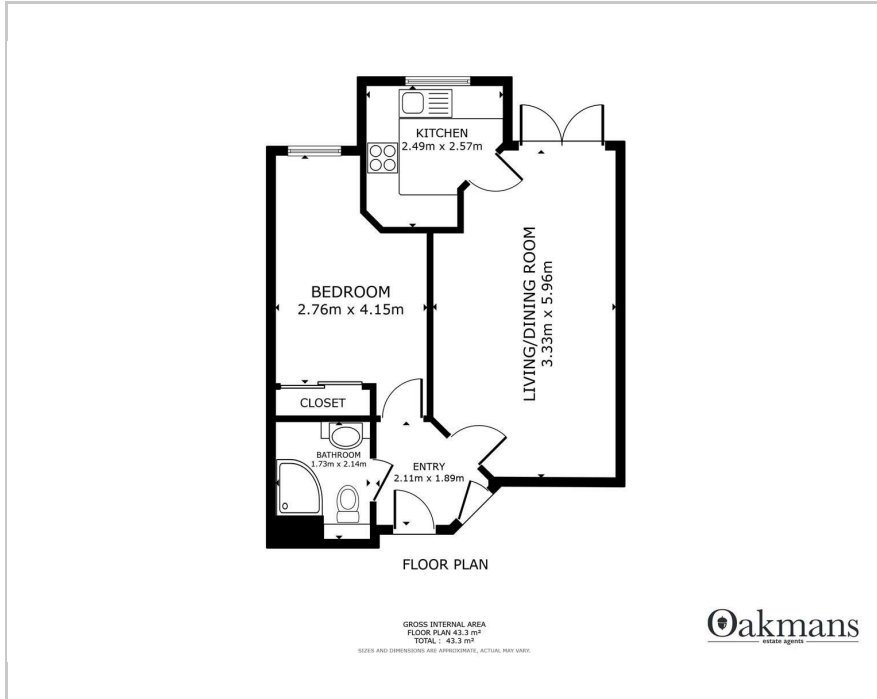 KITCHEN
2.49m x 2.57m
BEDROOM
2.76m x 4.15m
LIVING/DINING ROOM
3.33m x 5.96m
CLOSET
BATHROOM
1.73m x 2.14m
ENTRY
2.11m x 1.89m
FLOOR PLAN
GROSS INTERNAL AREA
FLOOR PLAN 43.3 m²
TOTAL : 43.3 m²
SIZES AND DIMENSIONS ARE APPROXIMATE, ACTUAL MAY VARY.
Oakmans
estate agents